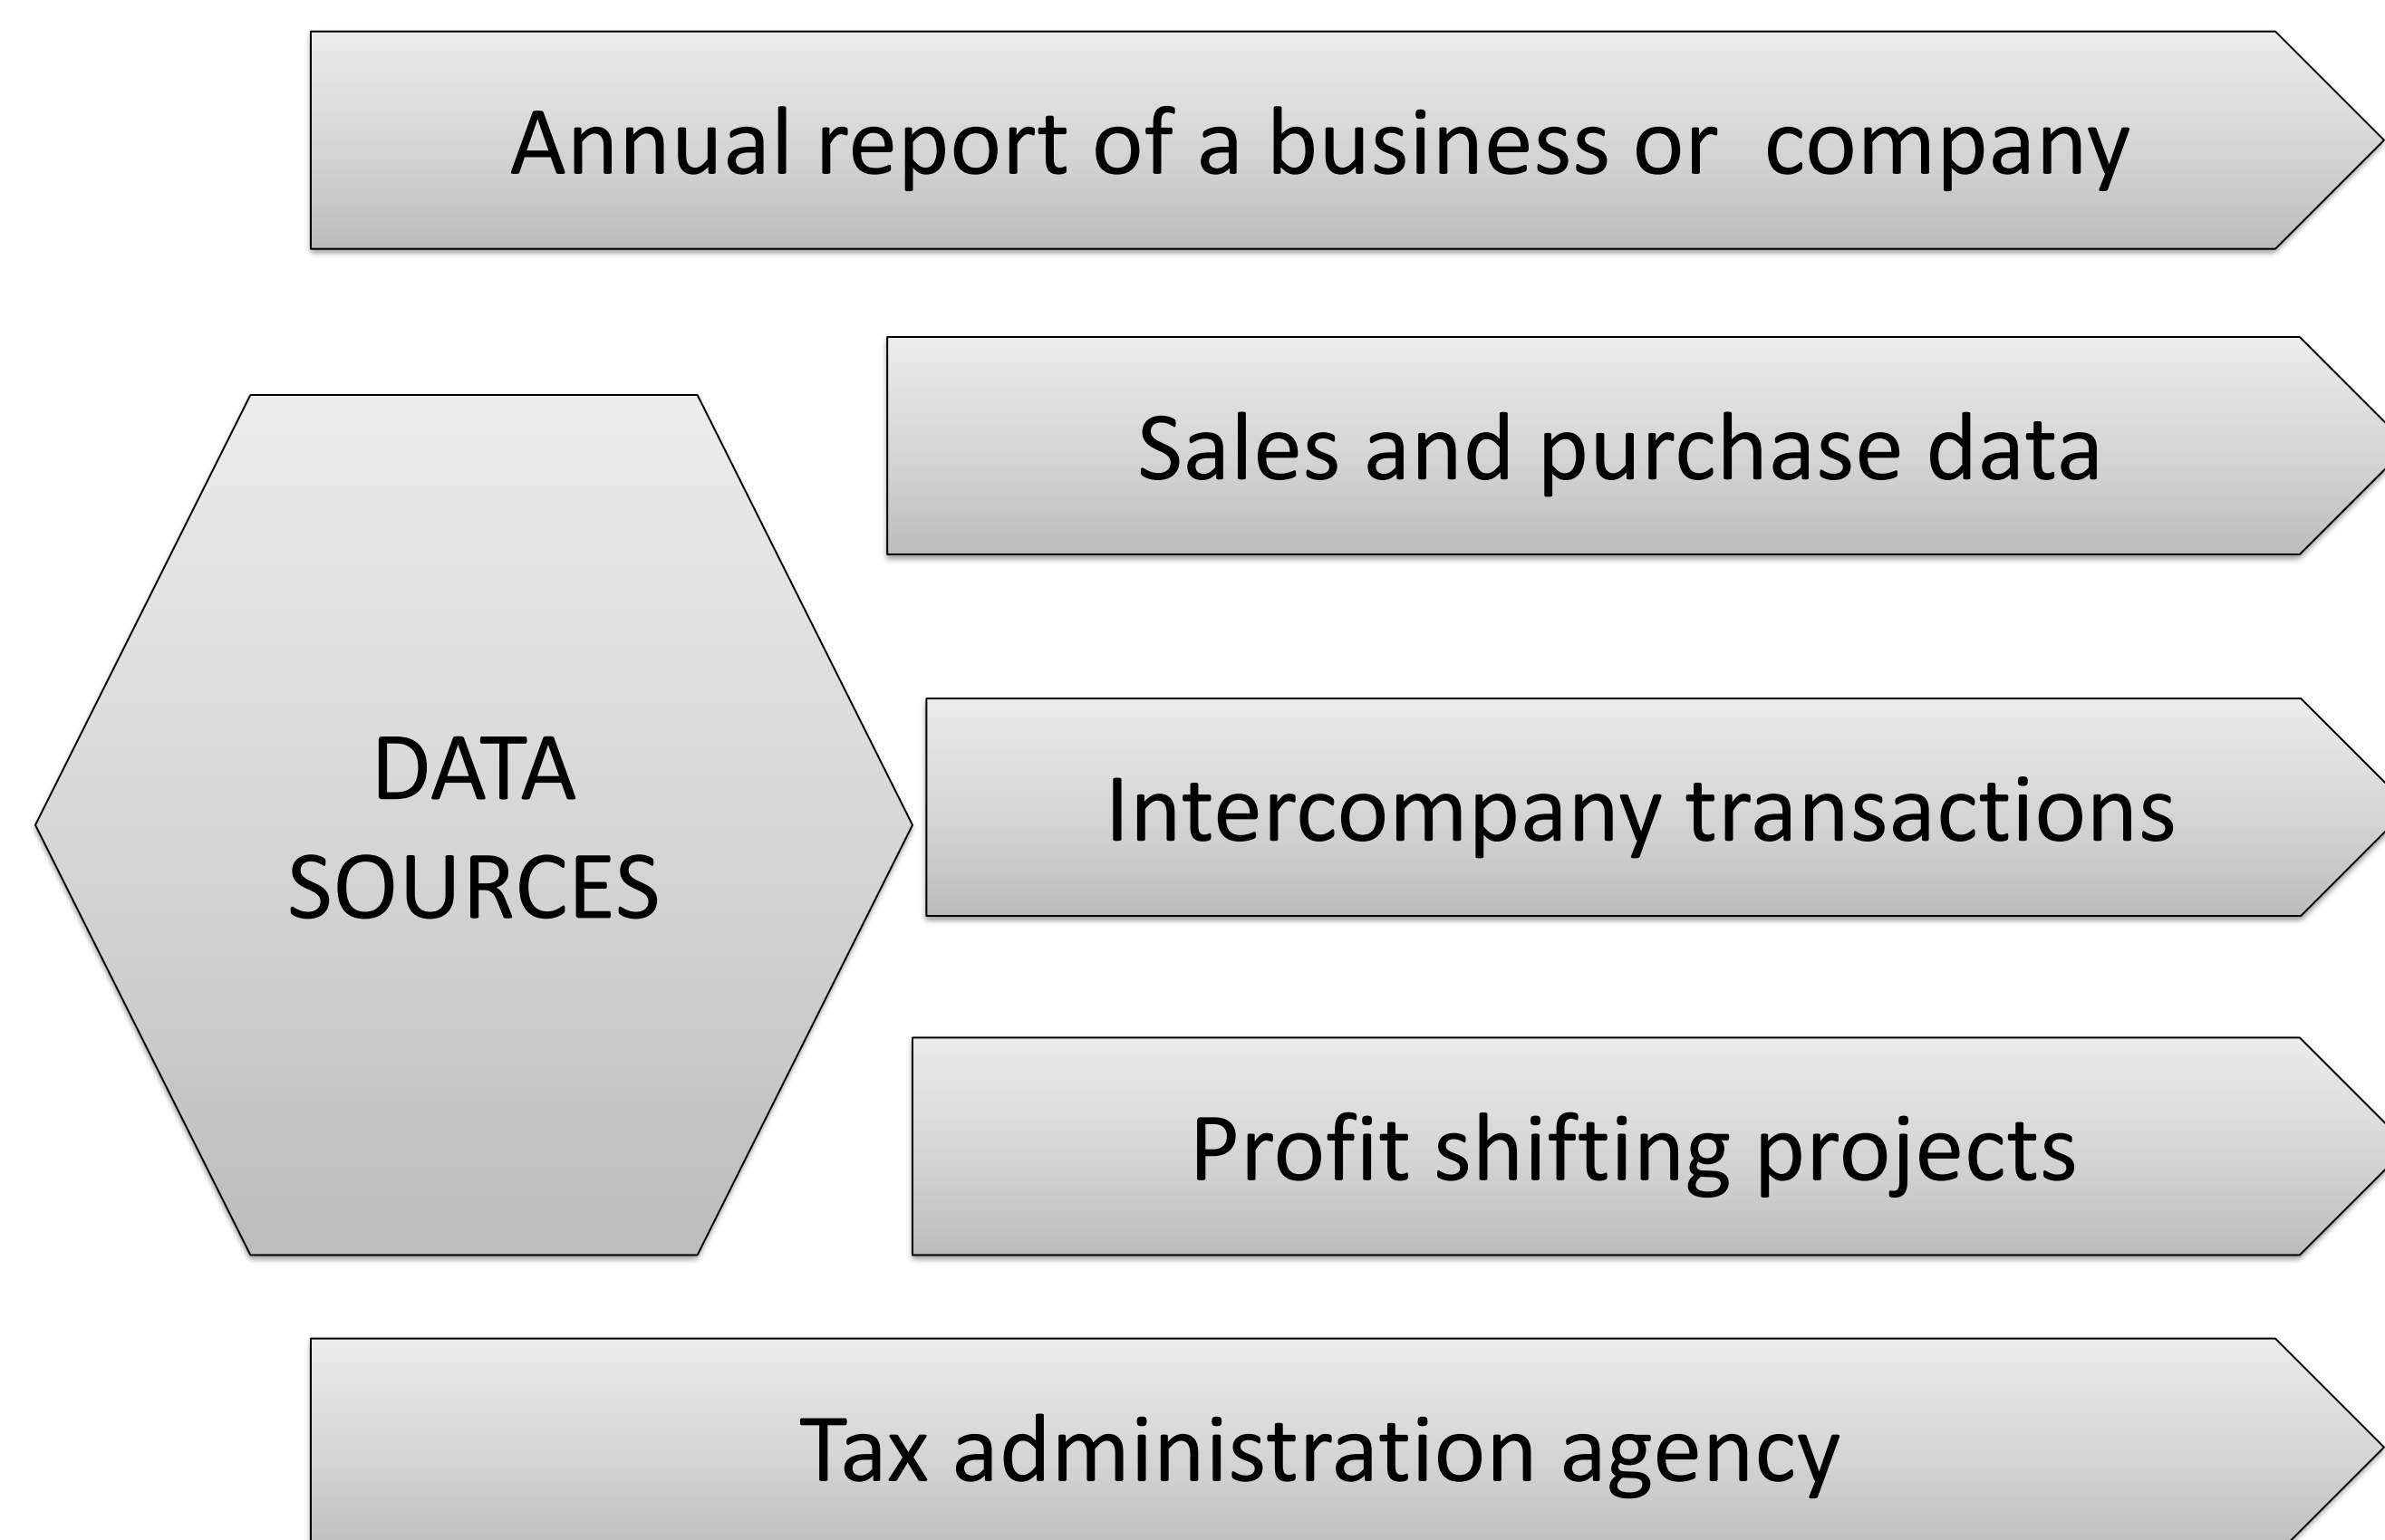 Annual report of a business or  company
Sales and purchase data
DATA
SOURCES
Intercompany transactions
Profit shifting projects
Tax administration agency